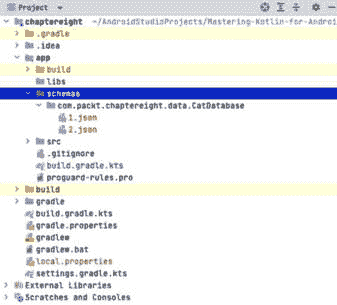 Project
chaptereight ~/AndroidStudioProjects/Mastering-Kotlin-for-Androi
.gradle
.idea
app
build
libs
schemas
com.packt.chaptereight.data.CatDatabase
1.json
2.json
src
.gitignore
build.gradle.kts
proguard-rules.pro
build
gradle
build.gradle.kts
gradle.properties
gradlew
gradlew.bat
local.properties
settings.gradle.kts
External Libraries
Scratches and Consoles